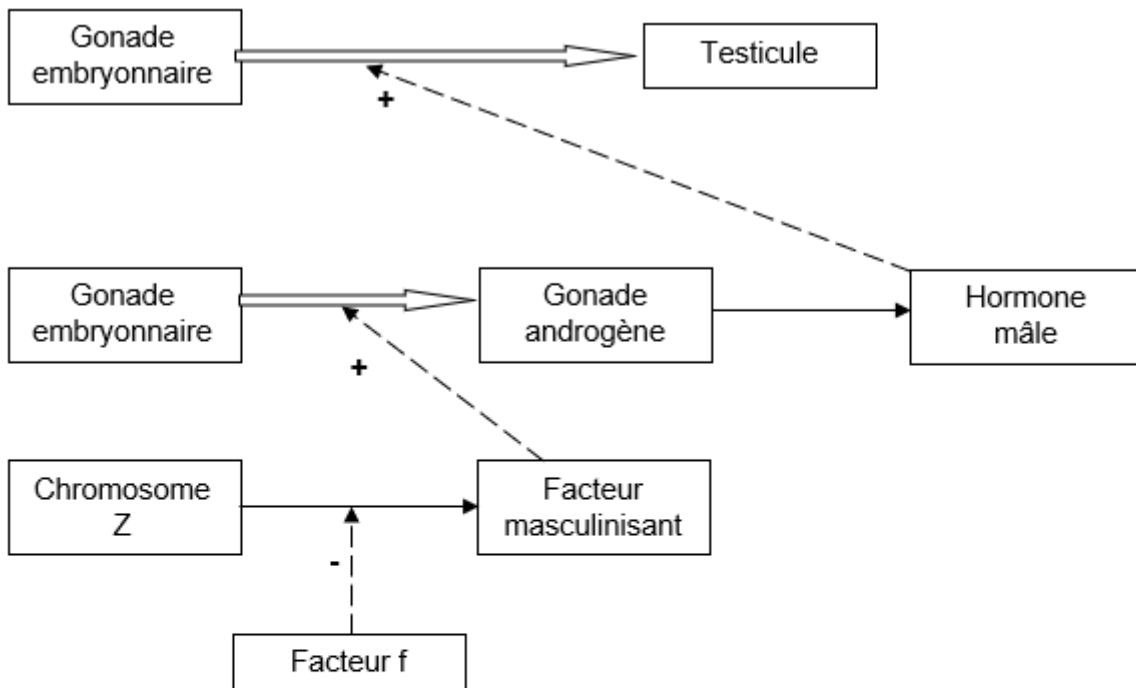 Gonade
embryonnaire
Testicule
+
Gonade
embryonnaire
Gonade
androgène
Hormone
mâle
+
Chromosome
Z
Facteur
masculinisant
-
Facteur f